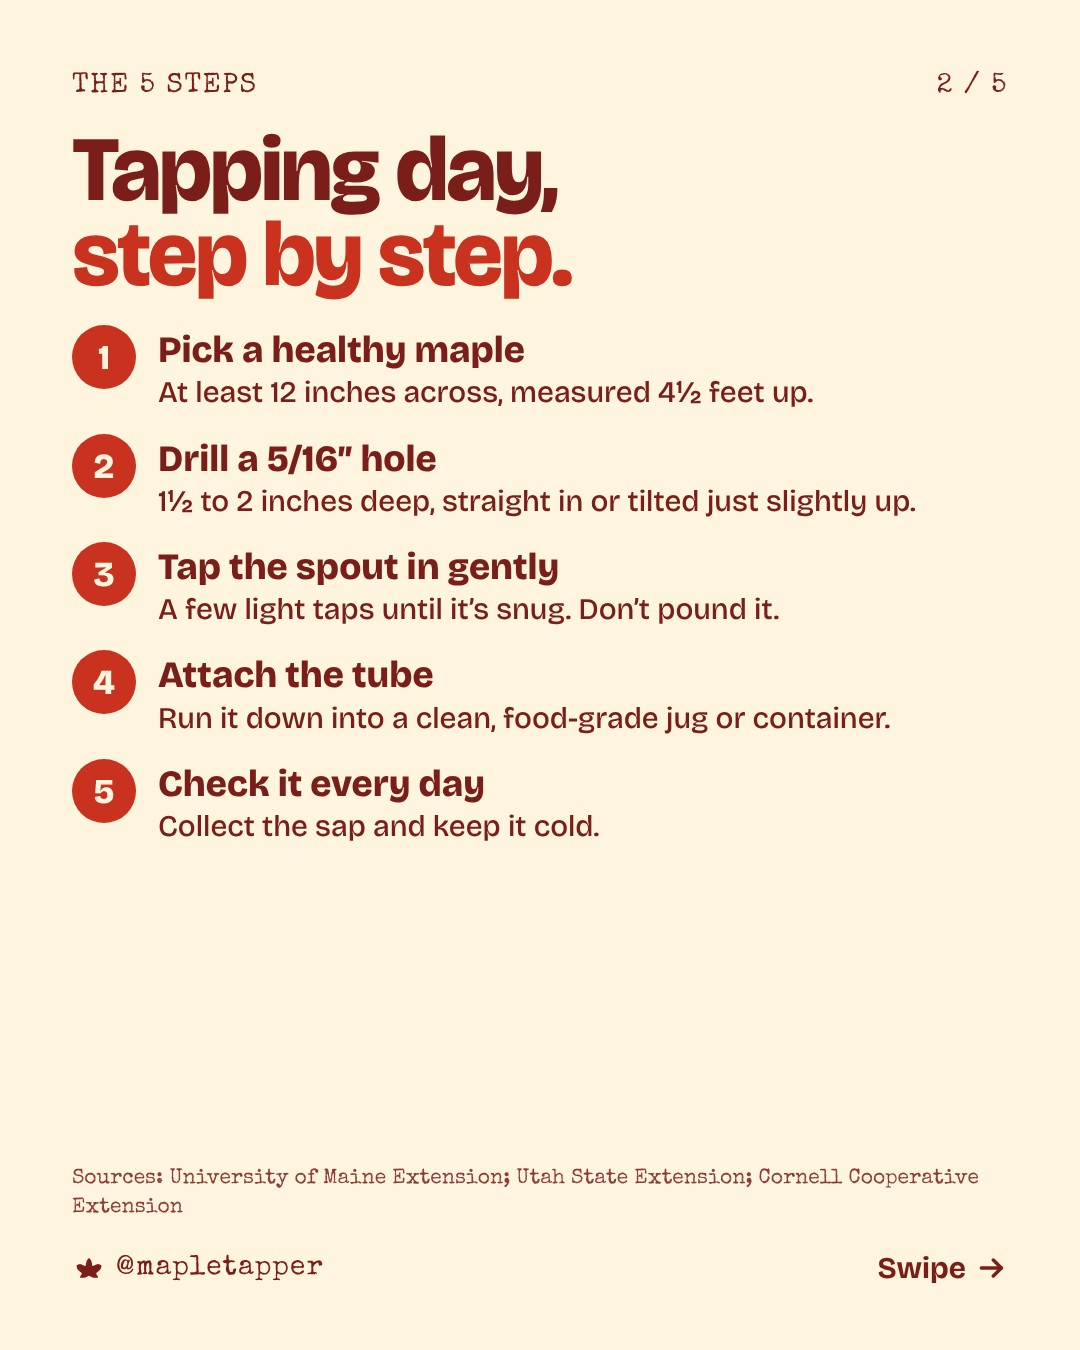 THE 5 STEPS
2 / 5
Tapping day,
step by step.
1
Pick a healthy maple
At least 12 inches across, measured 4½ feet up.
2
Drill a 5/16″ hole
1½ to 2 inches deep, straight in or tilted just slightly up.
3
Tap the spout in gently
A few light taps until it’s snug. Don’t pound it.
4
Attach the tube
Run it down into a clean, food-grade jug or container.
5
Check it every day
Collect the sap and keep it cold.
Sources: University of Maine Extension; Utah State Extension; Cornell Cooperative
Extension
@mapletapper
Swipe →